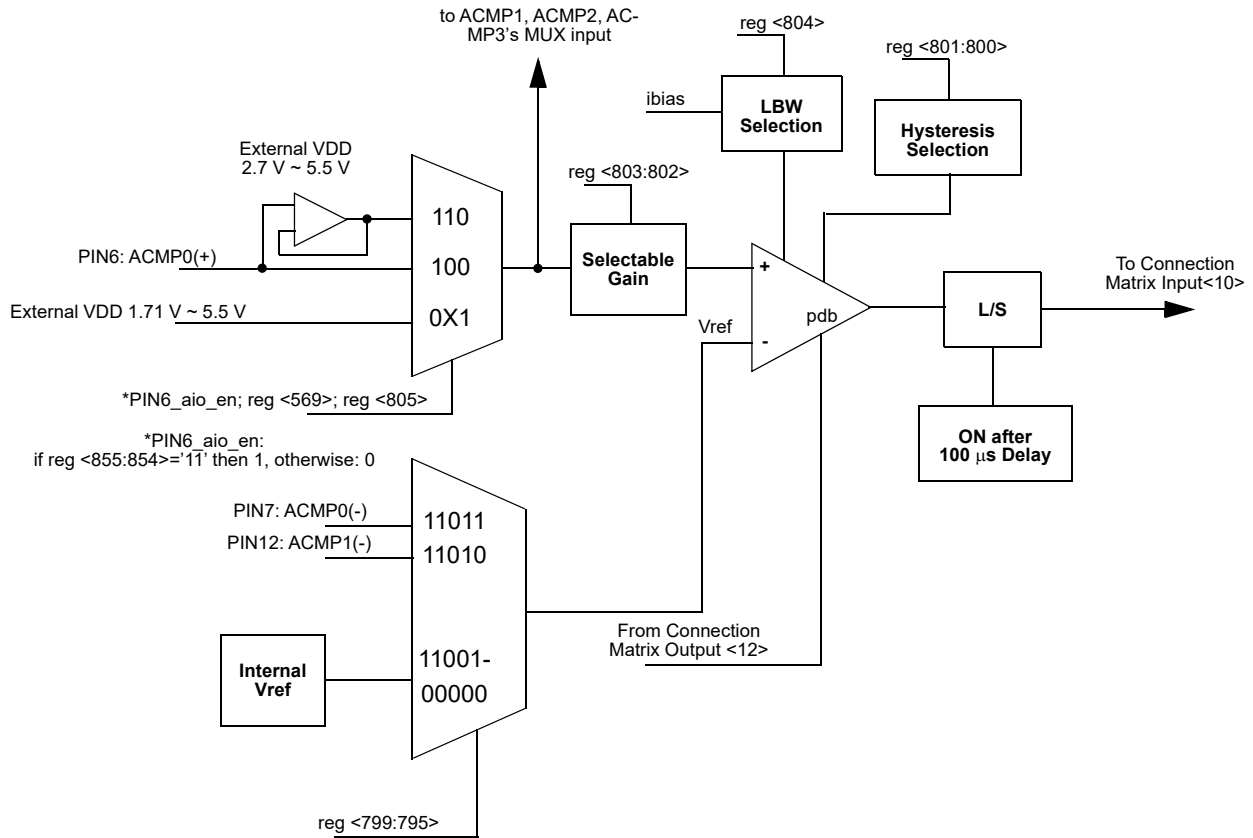 to ACMP1, ACMP2, AC-
MP3's MUX input
reg <804>
reg <801:800>
ibias
LBW
Selection
Hysteresis
Selection
External VDD
2.7 V ~ 5.5 V
reg <803:802>
110
PIN6: ACMP0(+)
100
Selectable
Gain
+
To Connection
Matrix Input<10>
External VDD 1.71 V ~ 5.5 V
0X1
pdb
L/S
Vref
-
*PIN6_aio_en; reg <569>; reg <805>
ON after
100 μs Delay
*PIN6_aio_en:
if reg <855:854>='11' then 1, otherwise: 0
PIN7: ACMP0(-)
11011
PIN12: ACMP1(-)
11010
From Connection
Matrix Output <12>
Internal
Vref
11001-
00000
reg <799:795>